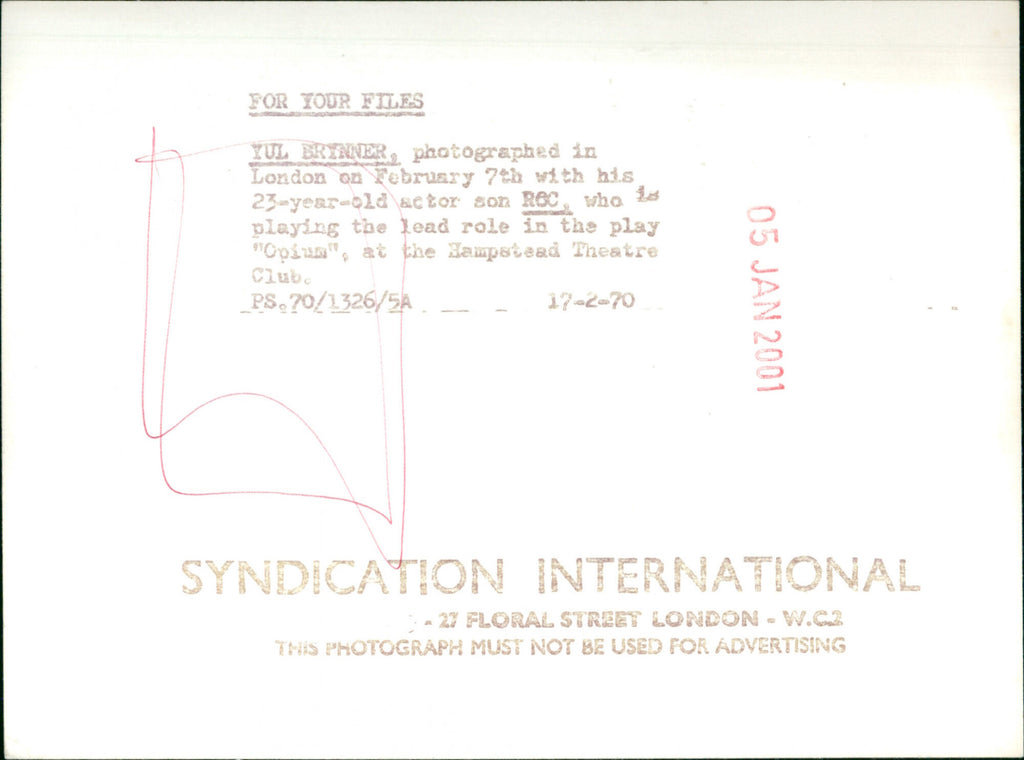 FOR YOUR FILES
YUL BRYNNER, photographed in
London on February 7th with his
23-year-old actor son ROC, who is
playing the lead role in the play
"Opium", at the Hampstead Theatre
Club.
PS.70/1326/5A 17-2-70
05 JAN 2001
SYNDICATION INTERNATIONAL
- 27 FLORAL STREET LONDON - W.C.2
THIS PHOTOGRAPH MUST NOT BE USED FOR ADVERTISING